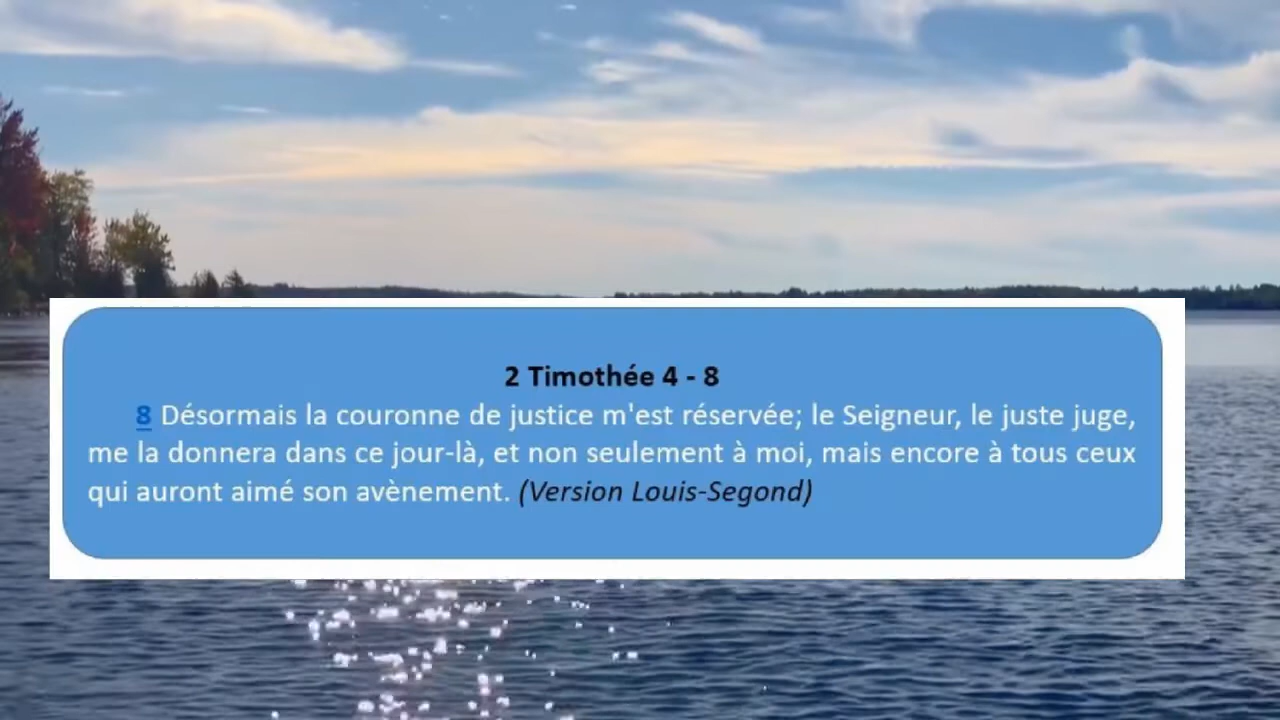 2 Timothée 4 - 8
8 Désormais la couronne de justice m'est réservée; le Seigneur, le juste juge,
me la donnera dans ce jour-là, et non seulement à moi, mais encore à tous ceux
qui auront aimé son avènement. (Version Louis-Segond)